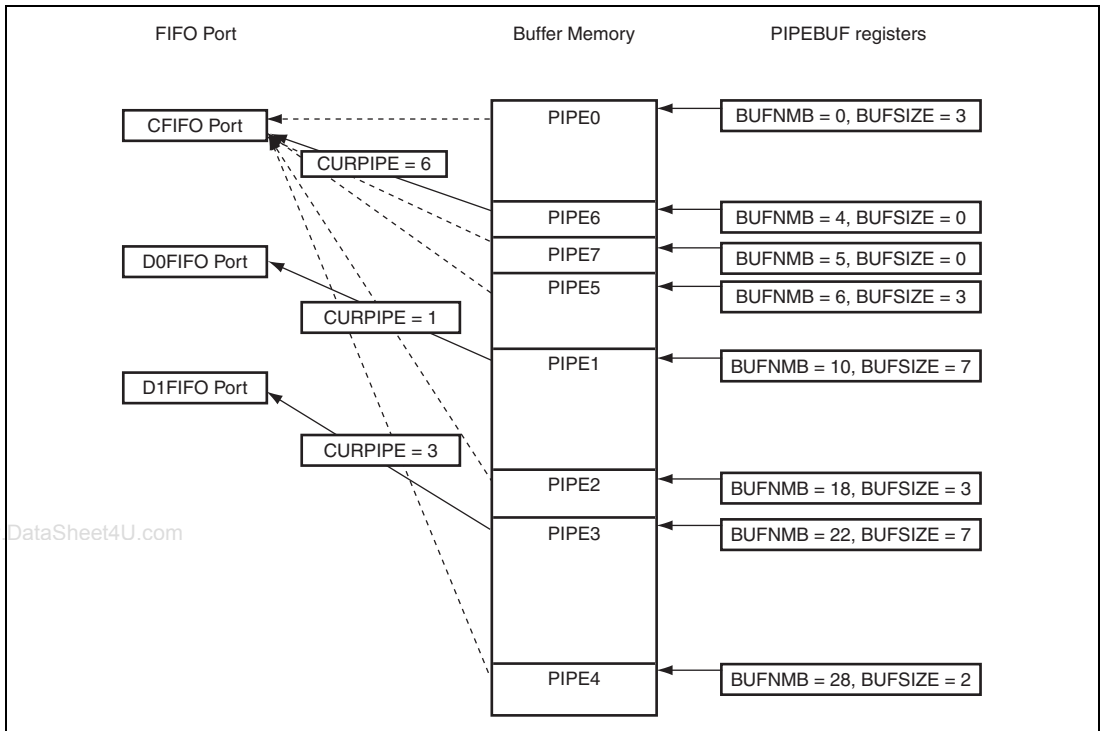 FIFO Port
Buffer Memory
PIPEBUF registers
CFIFO Port
PIPE0
BUFNMB = 0, BUFSIZE = 3
CURPIPE = 6
PIPE6
BUFNMB = 4, BUFSIZE = 0
D0FIFO Port
PIPE7
BUFNMB = 5, BUFSIZE = 0
PIPE5
BUFNMB = 6, BUFSIZE = 3
CURPIPE = 1
PIPE1
BUFNMB = 10, BUFSIZE = 7
D1FIFO Port
CURPIPE = 3
PIPE2
BUFNMB = 18, BUFSIZE = 3
DataSheet4U.com
PIPE3
BUFNMB = 22, BUFSIZE = 7
PIPE4
BUFNMB = 28, BUFSIZE = 2